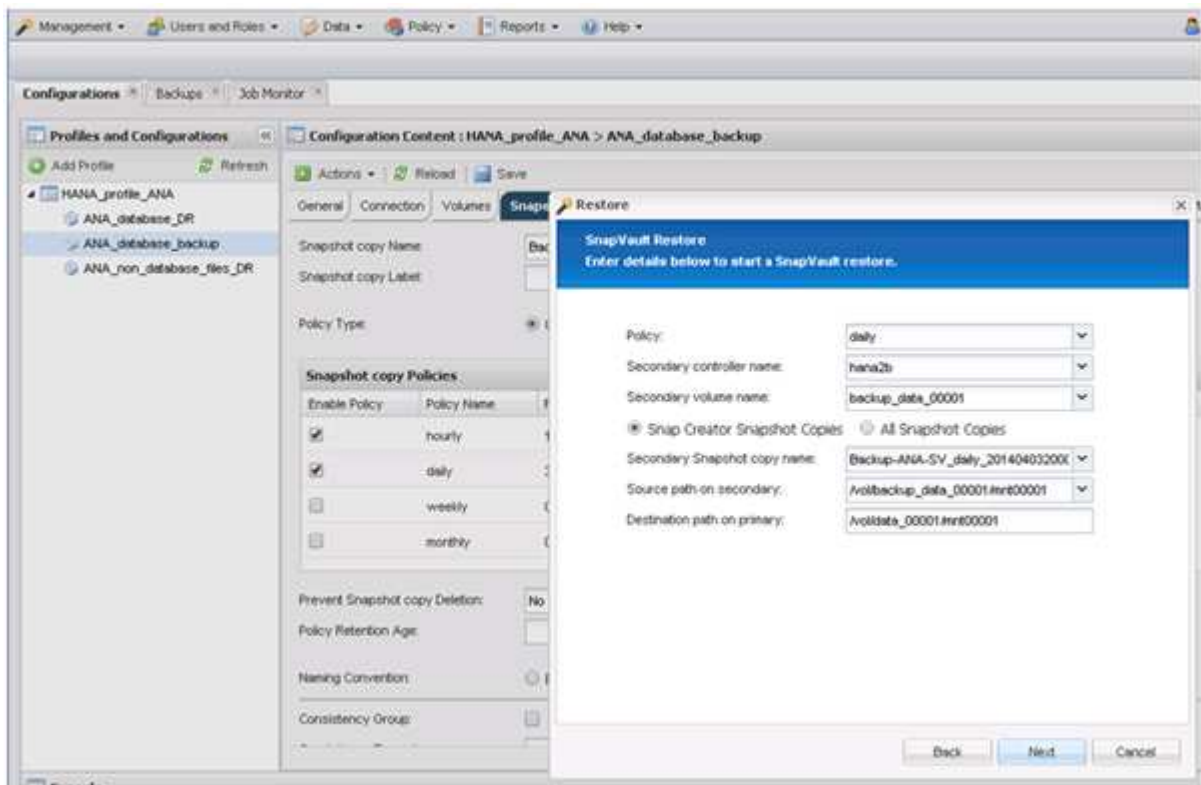 Management Users and Roles Data Policy Reports Help
Configurations Backups Job Monitor
Profiles and Configurations
Add Profile Refresh
HANA_profile_ANA
ANA_database_DR
ANA_database_backup
ANA_non_database_files_DR
Configuration Content : HANA_profile_ANA > ANA_database_backup
Actions Reload Save
General Connection Volumes Snaps
Snapshot copy Name: Bac
Snapshot copy Label:
Policy Type:
Snapshot copy Policies
Enable Policy Policy Name
hourly
daily
weekly
monthly
Prevent Snapshot copy Deletion: No
Policy Retention Age:
Naming Convention:
Consistency Group:
Restore
SnapVault Restore
Enter details below to start a SnapVault restore.
Policy: daily
Secondary controller name: hana2b
Secondary volume name: backup_data_00001
Snap Creator Snapshot Copies All Snapshot Copies
Secondary Snapshot copy name: Backup-ANA-SV_daily_2014040320
Source path on secondary: /vol/backup_data_00001/mnt00001
Destination path on primary: /vol/data_00001/mnt00001
Back Next Cancel